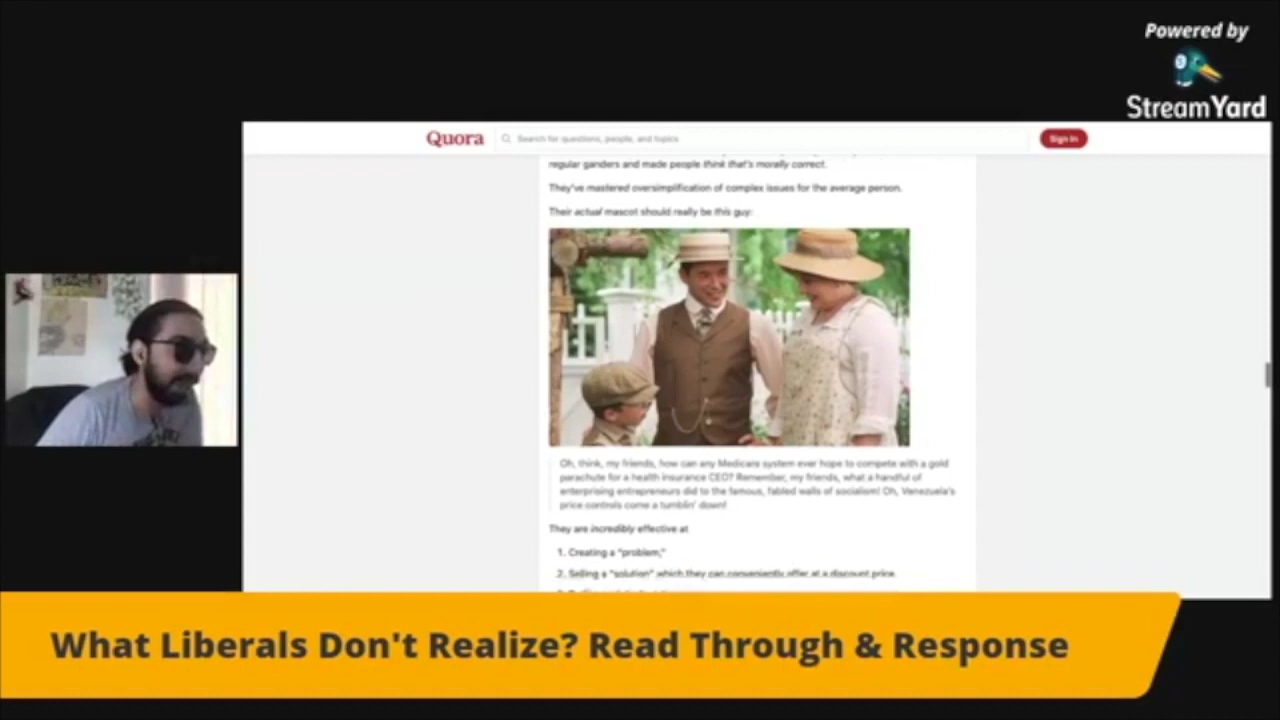 Powered by
StreamYard
Quora
Search for questions, people, and topics
Sign In
regular ganders and made people think that's morally correct.
They've mastered oversimplification of complex issues for the average person.
Their actual mascot should really be this guy:
Oh, think, my friends, how can any Medicare system ever hope to compete with a gold
parachute for a health insurance CEO? Remember, my friends, what a handful of
enterprising entrepreneurs did to the famous, fabled walls of socialism! Oh, Venezuela's
price controls come a tumblin' down!
They are incredibly effective at
1. Creating a "problem,"
2. Selling a "solution" which they can conveniently offer at a discount price.
What Liberals Don't Realize? Read Through & Response